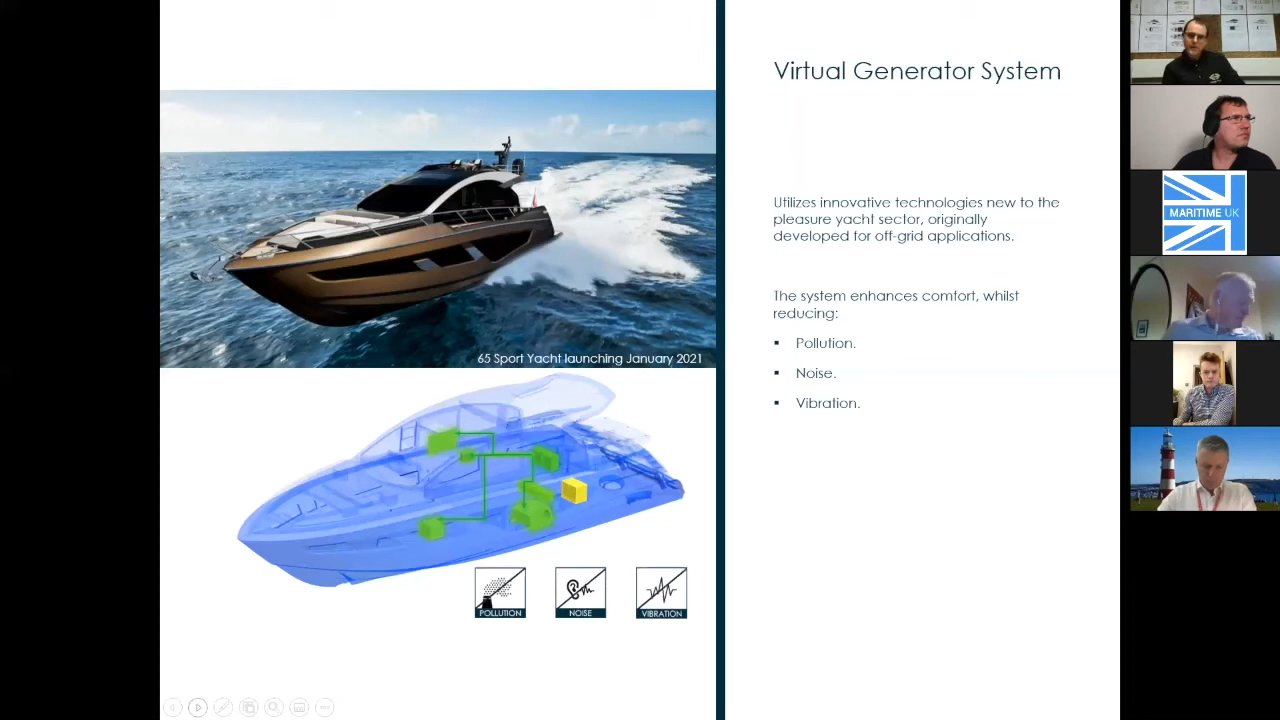 Virtual Generator System
Utilizes innovative technologies new to the
pleasure yacht sector, originally
developed for off-grid applications.
The system enhances comfort, whilst
reducing:
▪ Pollution.
▪ Noise.
▪ Vibration.
65 Sport Yacht launching January 2021
POLLUTION
NOISE
VIBRATION
MARITIME UK